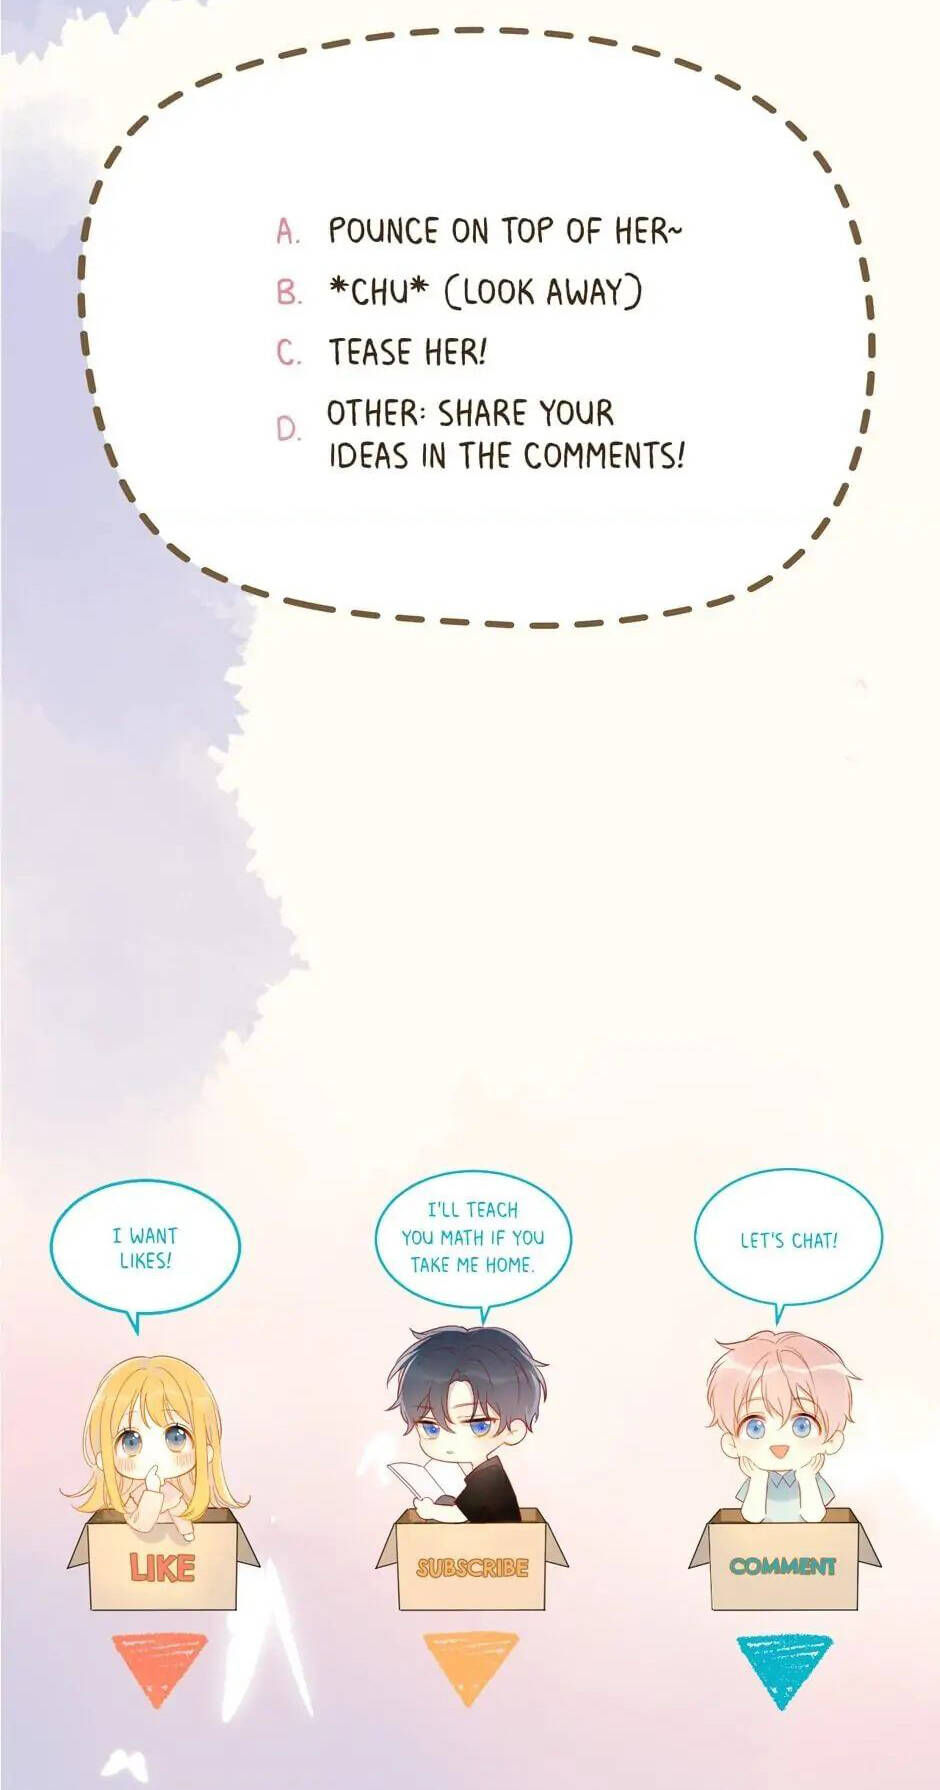 A. POUNCE ON TOP OF HER~
B. *CHU* (LOOK AWAY)
C. TEASE HER!
D. OTHER: SHARE YOUR
IDEAS IN THE COMMENTS!
I WANT
LIKES!
I'LL TEACH
YOU MATH IF YOU
TAKE ME HOME.
LET'S CHAT!
LIKE
SUBSCRIBE
COMMENT